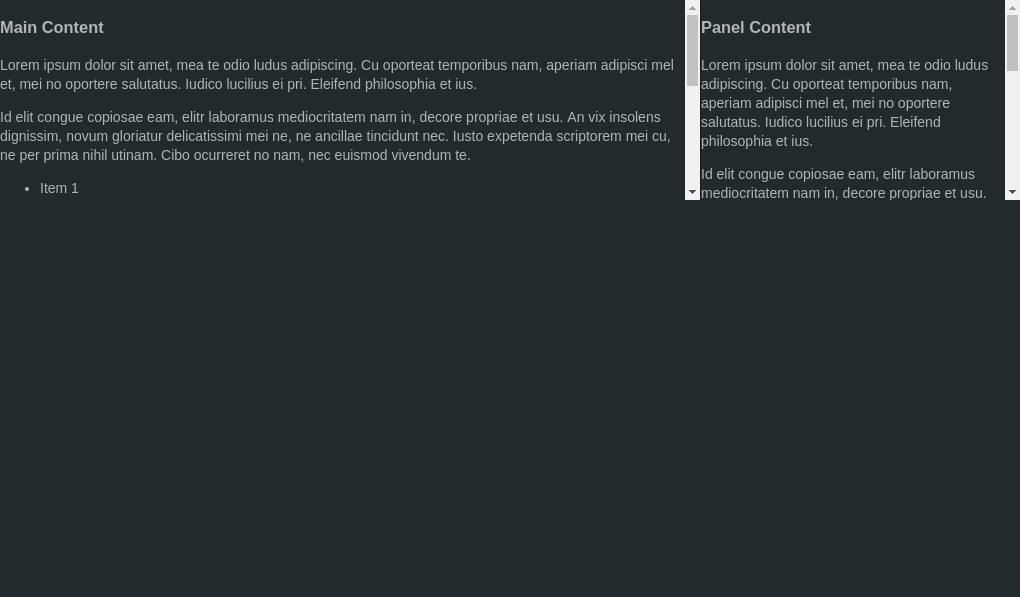 Main Content
Lorem ipsum dolor sit amet, mea te odio ludus adipiscing. Cu oporteat temporibus nam, aperiam adipisci mel
et, mei no oportere salutatus. Iudico lucilius ei pri. Eleifend philosophia et ius.
Id elit congue copiosae eam, elitr laboramus mediocritatem nam in, decore propriae et usu. An vix insolens
dignissim, novum gloriatur delicatissimi mei ne, ne ancillae tincidunt nec. Iusto expetenda scriptorem mei cu,
ne per prima nihil utinam. Cibo ocurreret no nam, nec euismod vivendum te.
• Item 1
Panel Content
Lorem ipsum dolor sit amet, mea te odio ludus
adipiscing. Cu oporteat temporibus nam,
aperiam adipisci mel et, mei no oportere
salutatus. Iudico lucilius ei pri. Eleifend
philosophia et ius.
Id elit congue copiosae eam, elitr laboramus
mediocritatem nam in, decore propriae et usu.